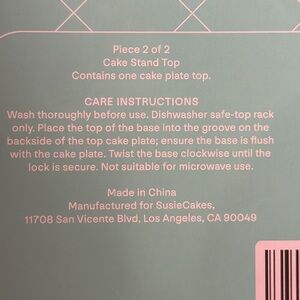 Piece 2 of 2
Cake Stand Top
Contains one cake plate top.
CARE INSTRUCTIONS
Wash thoroughly before use. Dishwasher safe-top rack
only. Place the top of the base into the groove on the
backside of the top cake plate; ensure the base is flush
with the cake plate. Twist the base clockwise until the
lock is secure. Not suitable for microwave use.
Made in China
Manufactured for SusieCakes,
11708 San Vicente Blvd, Los Angeles, CA 90049